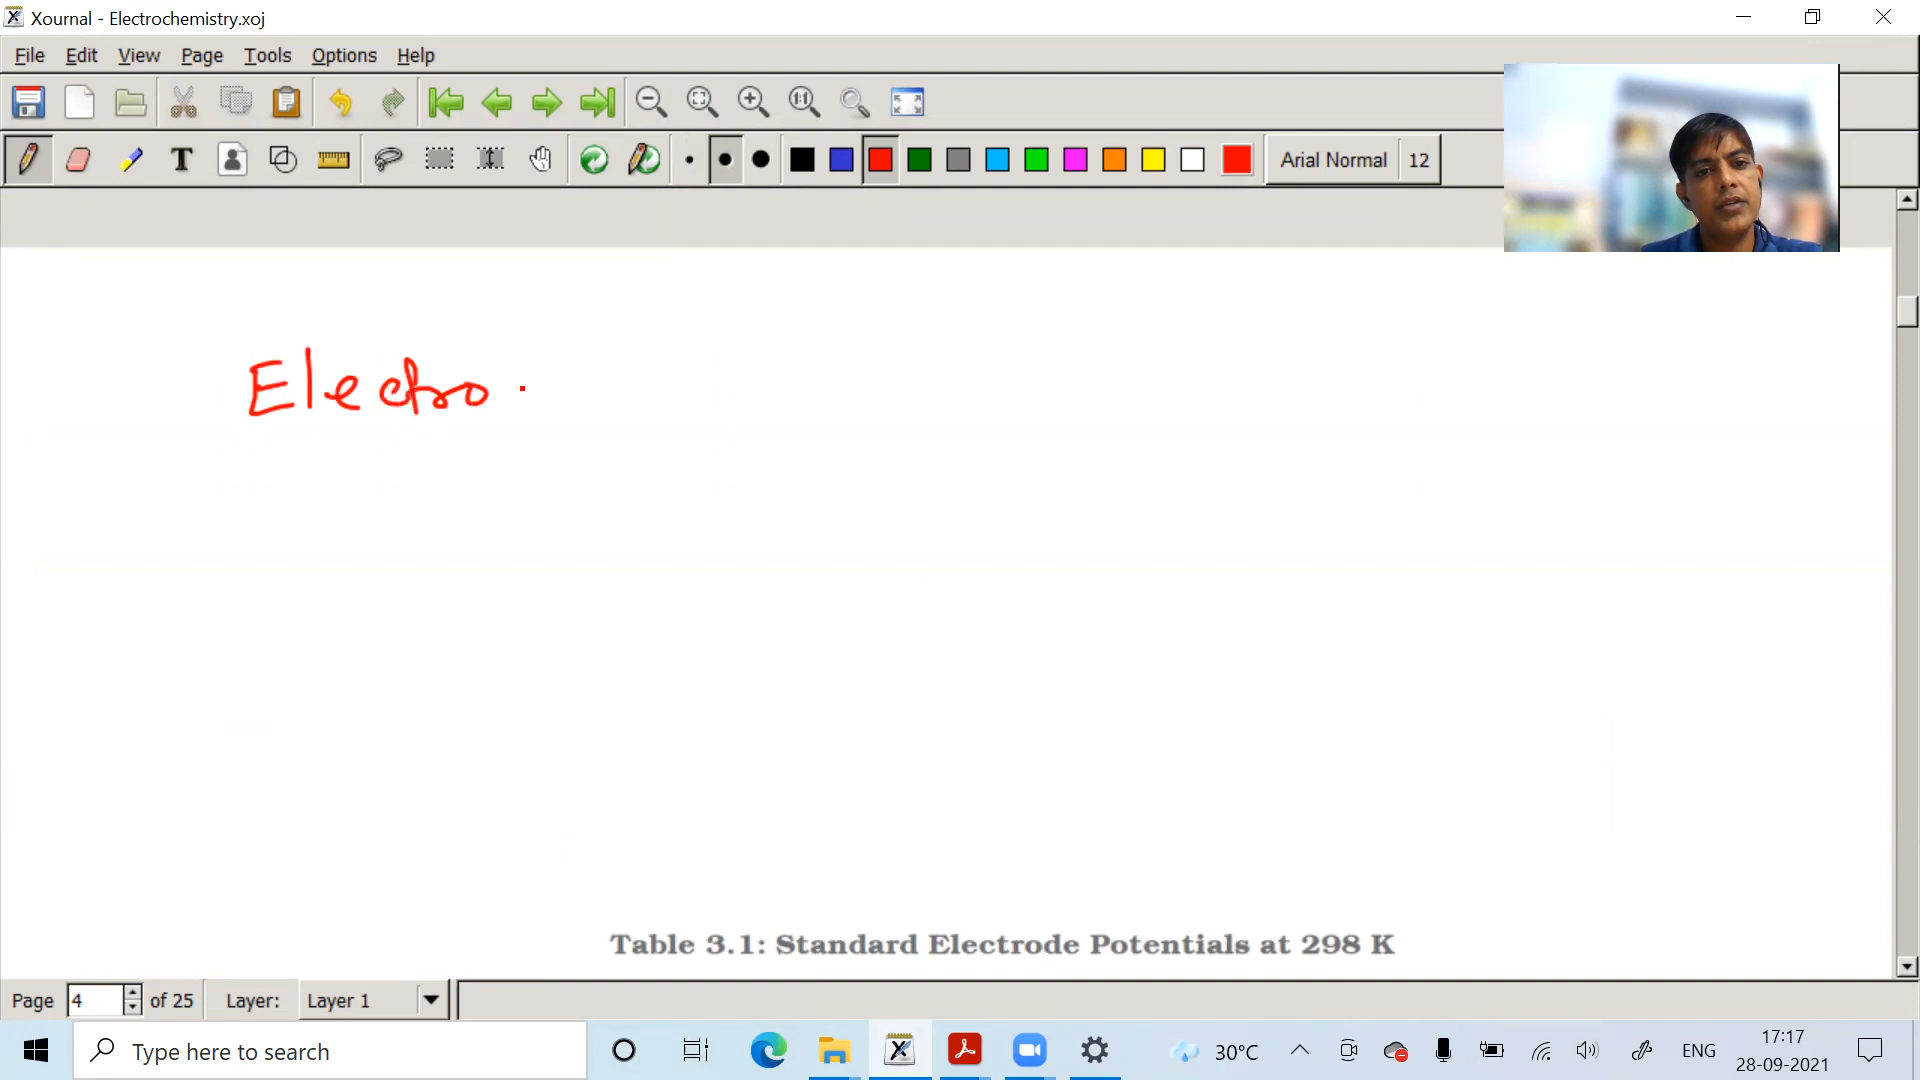 Xournal - Electrochemistry.xoj
File Edit View Page Tools Options Help
T Arial Normal 12
Electro
Table 3.1: Standard Electrode Potentials at 298 K
Page 4 of 25 Layer: Layer 1
Type here to search 30°C ENG 17:17
28-09-2021